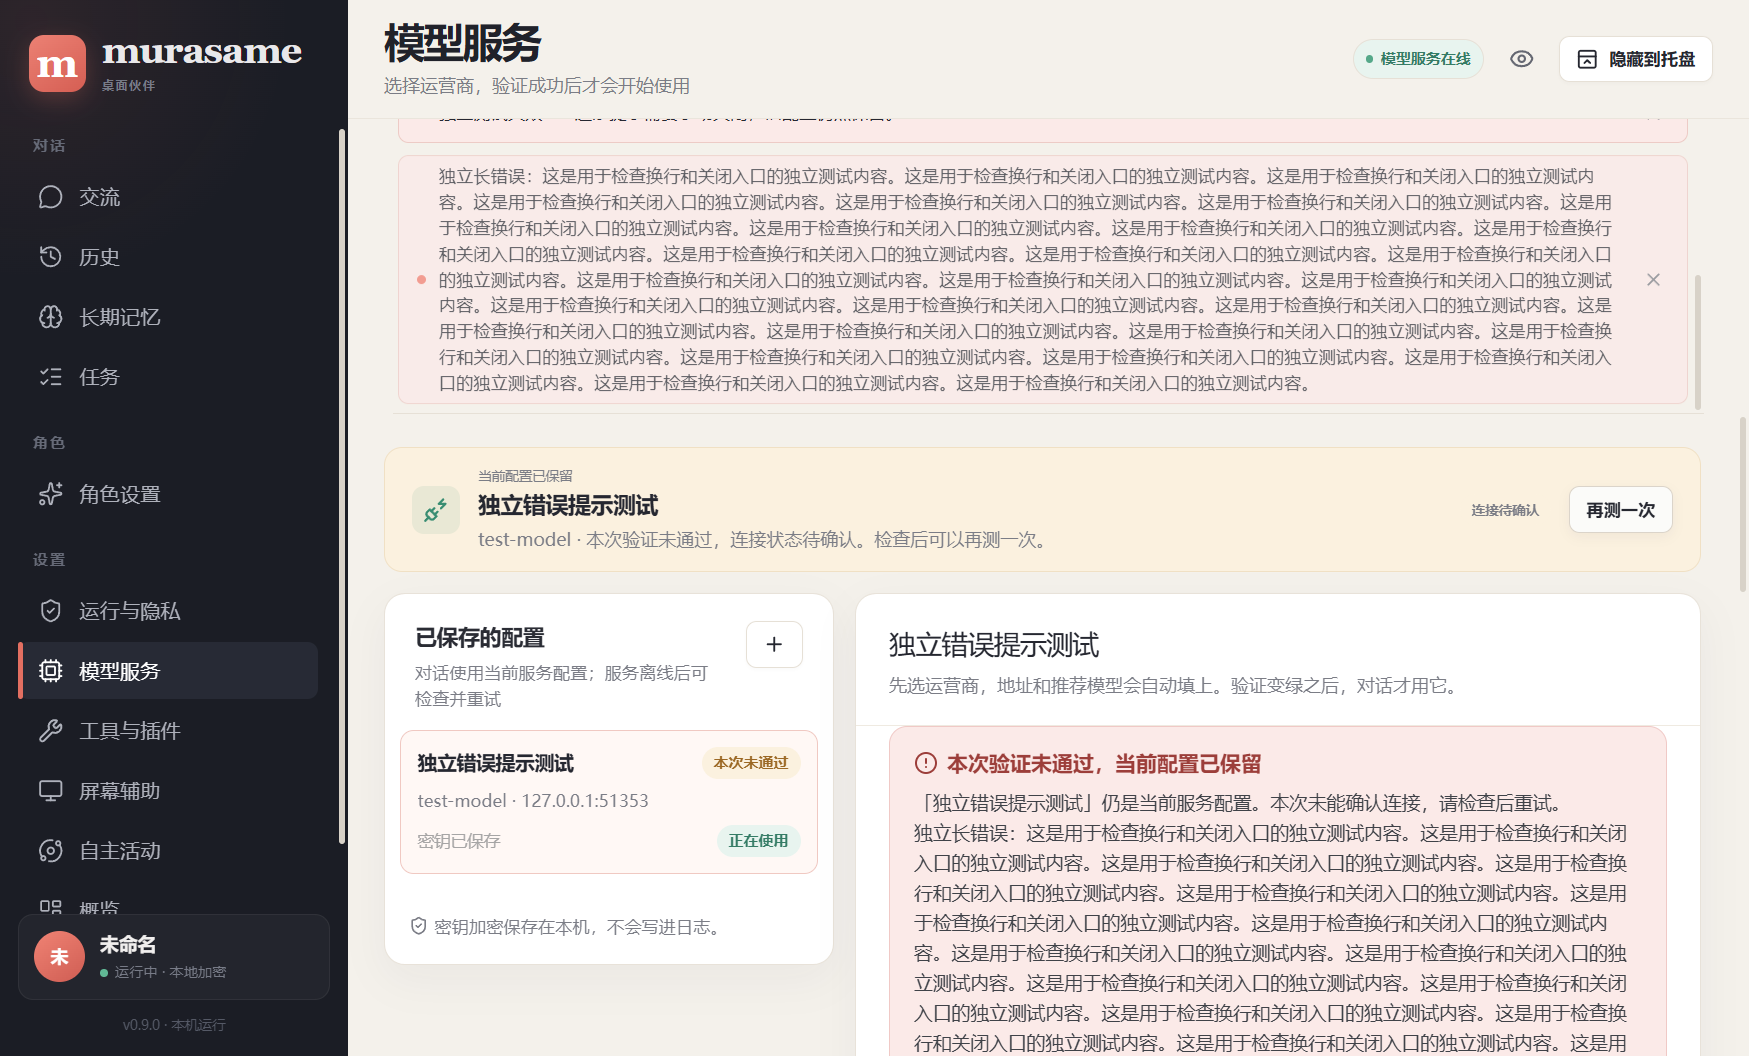 m murasame
桌面伙伴
对话
交流
历史
长期记忆
任务
角色
角色设置
设置
运行与隐私
模型服务
工具与插件
屏幕辅助
自主活动
概览
未
未命名
运行中 · 本地加密
v0.9.0 · 本机运行
模型服务
选择运营商，验证成功后才会开始使用
模型服务在线
隐藏到托盘
独立长错误：这是用于检查换行和关闭入口的独立测试内容。这是用于检查换行和关闭入口的独立测试内容。这是用于检查换行和关闭入口的独立测试内
容。这是用于检查换行和关闭入口的独立测试内容。这是用于检查换行和关闭入口的独立测试内容。这是用于检查换行和关闭入口的独立测试内容。这是用
于检查换行和关闭入口的独立测试内容。这是用于检查换行和关闭入口的独立测试内容。这是用于检查换行和关闭入口的独立测试内容。这是用于检查换行
和关闭入口的独立测试内容。这是用于检查换行和关闭入口的独立测试内容。这是用于检查换行和关闭入口的独立测试内容。这是用于检查换行和关闭入口
的独立测试内容。这是用于检查换行和关闭入口的独立测试内容。这是用于检查换行和关闭入口的独立测试内容。这是用于检查换行和关闭入口的独立测试
内容。这是用于检查换行和关闭入口的独立测试内容。这是用于检查换行和关闭入口的独立测试内容。这是用于检查换行和关闭入口的独立测试内容。这是
用于检查换行和关闭入口的独立测试内容。这是用于检查换行和关闭入口的独立测试内容。这是用于检查换行和关闭入口的独立测试内容。这是用于检查换
行和关闭入口的独立测试内容。这是用于检查换行和关闭入口的独立测试内容。这是用于检查换行和关闭入口的独立测试内容。这是用于检查换行和关闭入
口的独立测试内容。这是用于检查换行和关闭入口的独立测试内容。这是用于检查换行和关闭入口的独立测试内容。
当前配置已保留
独立错误提示测试
test-model · 本次验证未通过，连接状态待确认。检查后可以再测一次。
连接待确认
再测一次
已保存的配置
对话使用当前服务配置；服务离线后可
检查并重试
独立错误提示测试
本次未通过
test-model · 127.0.0.1:51353
密钥已保存
正在使用
密钥加密保存在本机，不会写进日志。
独立错误提示测试
先选运营商，地址和推荐模型会自动填上。验证变绿之后，对话才用它。
本次验证未通过，当前配置已保留
「独立错误提示测试」仍是当前服务配置。本次未能确认连接，请检查后重试。
独立长错误：这是用于检查换行和关闭入口的独立测试内容。这是用于检查换行和关闭
入口的独立测试内容。这是用于检查换行和关闭入口的独立测试内容。这是用于检查换
行和关闭入口的独立测试内容。这是用于检查换行和关闭入口的独立测试内容。这是用
于检查换行和关闭入口的独立测试内容。这是用于检查换行和关闭入口的独立测试内
容。这是用于检查换行和关闭入口的独立测试内容。这是用于检查换行和关闭入口的独
立测试内容。这是用于检查换行和关闭入口的独立测试内容。这是用于检查换行和关闭
入口的独立测试内容。这是用于检查换行和关闭入口的独立测试内容。这是用于检查换
行和关闭入口的独立测试内容。这是用于检查换行和关闭入口的独立测试内容。这是用